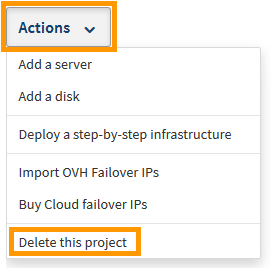 Actions
Add a server
Add a disk
Deploy a step-by-step infrastructure
Import OVH Failover IPs
Buy Cloud failover IPs
Delete this project